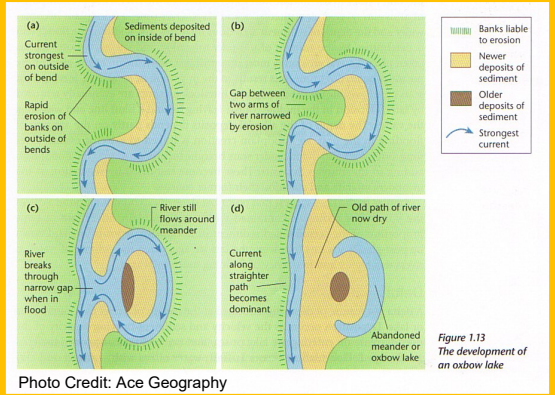 (a)
Sediments deposited
on inside of bend
Current
strongest
on outside
of bend
Rapid
erosion of
banks on
outside of
bends
(b)
Gap between
two arms of
river narrowed
by erosion
Banks liable
to erosion
Newer
deposits of
sediment
Older
deposits of
sediment
Strongest
current
(c)
River still
flows around
meander
River
breaks
through
narrow gap
when in
flood
(d)
Old path of river
now dry
Current
along
straighter
path
becomes
dominant
Abandoned
meander or
oxbow lake
Figure 1.13
The development of
an oxbow lake
Photo Credit: Ace Geography